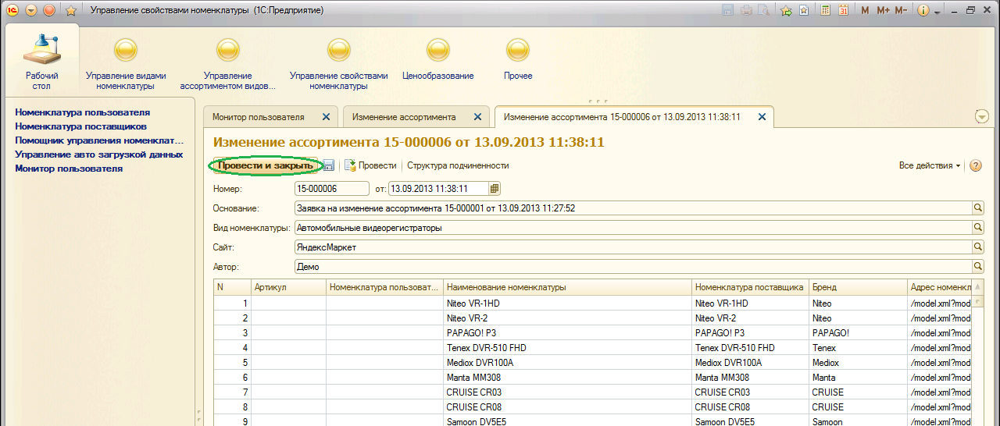 Управление свойствами номенклатуры (1С:Предприятие)
M M+ M-
Рабочий
стол
Управление видами
номенклатуры
Управление
ассортиментом видов...
Управление свойствами
номенклатуры
Ценообразование
Прочее
Номенклатура пользователя
Номенклатура поставщиков
Помощник управления номенклат...
Управление авто загрузкой данных
Монитор пользователя
Монитор пользователя
Изменение ассортимента
Изменение ассортимента 15-000006 от 13.09.2013 11:38:11
Изменение ассортимента 15-000006 от 13.09.2013 11:38:11
Провести и закрыть Провести Структура подчиненности Все действия
Номер: 15-000006 от: 13.09.2013 11:38:11
Основание: Заявка на изменение ассортимента 15-000001 от 13.09.2013 11:27:52
Вид номенклатуры: Автомобильные видеорегистраторы
Сайт: ЯндексМаркет
Автор: Демо
N Артикул Номенклатура пользоват... Наименование номенклатуры Номенклатура поставщика Бренд Адрес номенкл
1 Niteo VR-1HD Niteo VR-1HD Niteo /model.xml?mod
2 Niteo VR-2 Niteo VR-2 Niteo /model.xml?mod
3 PAPAGO! P3 PAPAGO! P3 PAPAGO! /model.xml?mod
4 Tenex DVR-510 FHD Tenex DVR-510 FHD Tenex /model.xml?mod
5 Mediox DVR100A Mediox DVR100A Mediox /model.xml?mod
6 Manta MM308 Manta MM308 Manta /model.xml?mod
7 CRUISE CR03 CRUISE CR03 CRUISE /model.xml?mod
8 CRUISE CR08 CRUISE CR08 CRUISE /model.xml?mod
9 Samoon DV5E5 Samoon DV5E5 Samoon /model.xml?mod